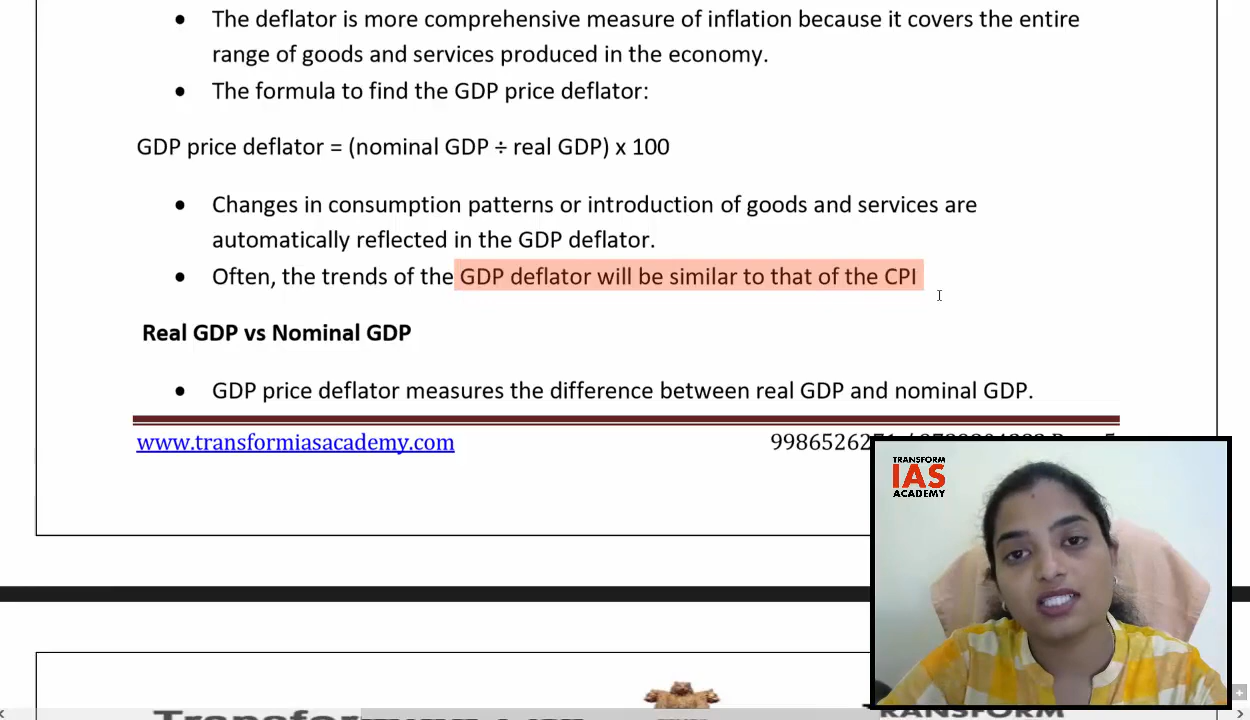 • The deflator is more comprehensive measure of inflation because it covers the entire
range of goods and services produced in the economy.
• The formula to find the GDP price deflator:
GDP price deflator = (nominal GDP ÷ real GDP) x 100
• Changes in consumption patterns or introduction of goods and services are
automatically reflected in the GDP deflator.
• Often, the trends of the GDP deflator will be similar to that of the CPI
Real GDP vs Nominal GDP
• GDP price deflator measures the difference between real GDP and nominal GDP.
www.transformiasacademy.com
TRANSFORM
IAS
ACADEMY